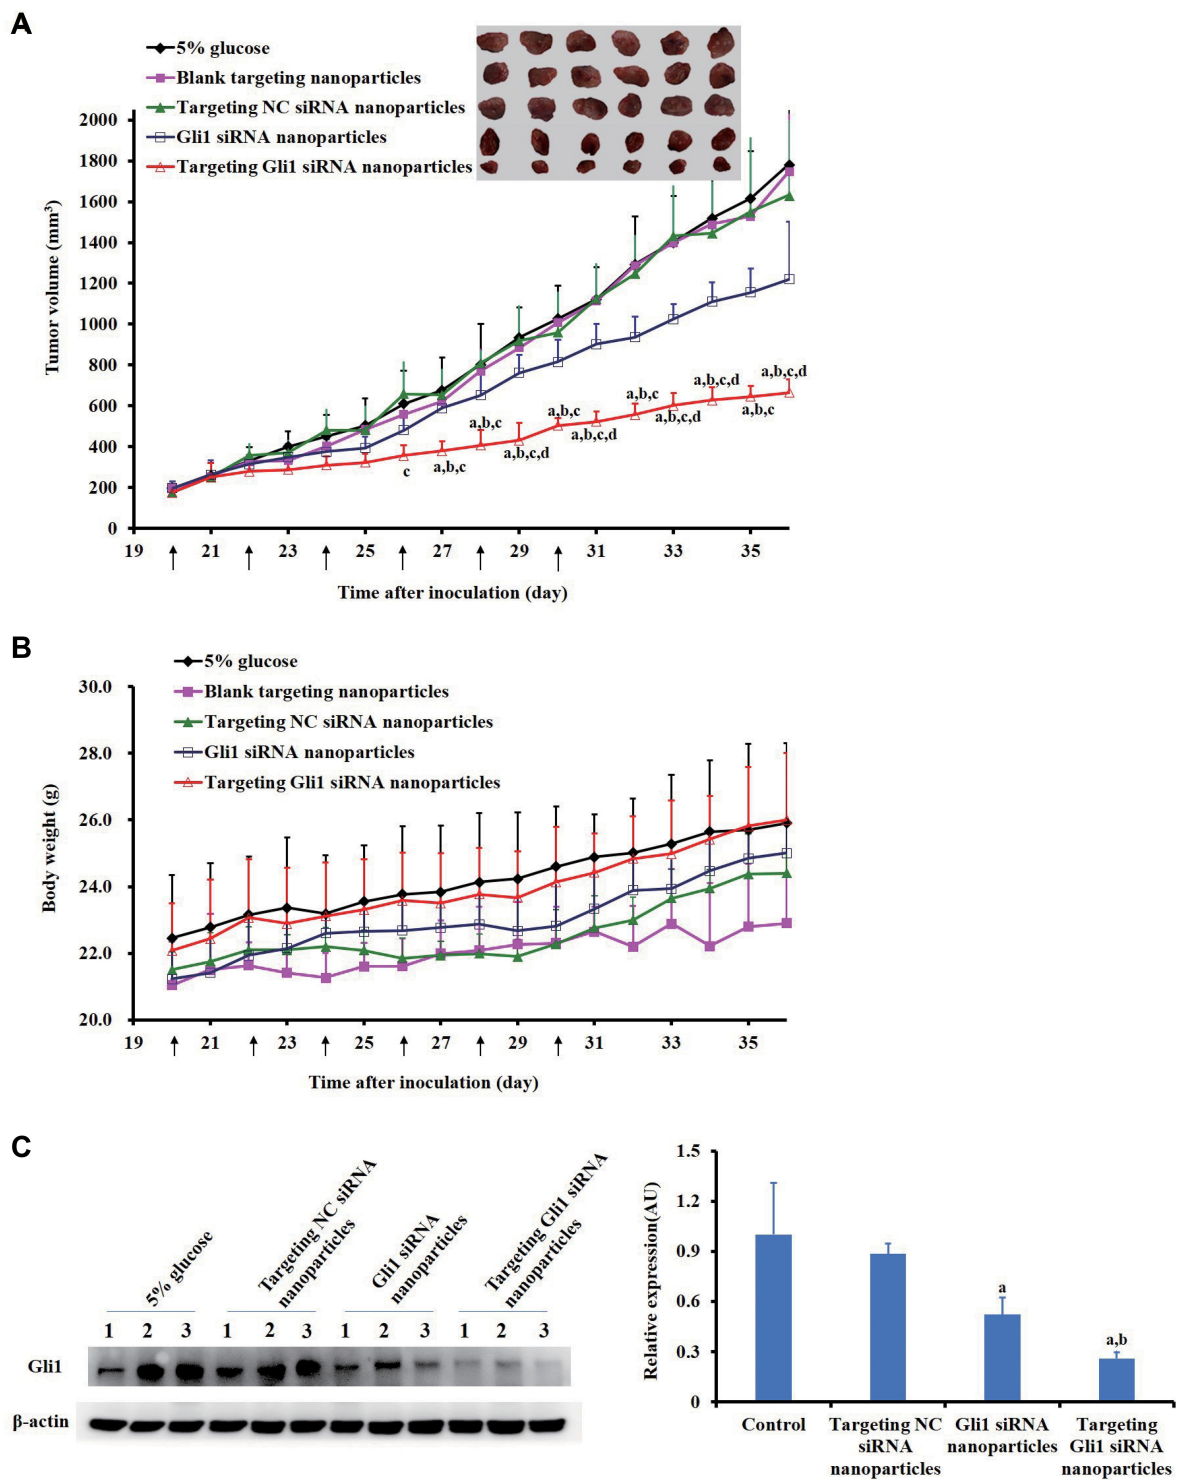 A
5% glucose
Blank targeting nanoparticles
Targeting NC siRNA nanoparticles
Gli1 siRNA nanoparticles
Targeting Gli1 siRNA nanoparticles
Tumor volume (mm³)
2000
1800
1600
1400
1200
1000
800
600
400
200
0
c
a,b,c
a,b,c
a,b,c,d
a,b,c
a,b,c,d
a,b,c
a,b,c,d
a,b,c,d
a,b,c
a,b,c,d
19 21 23 25 27 29 31 33 35
Time after inoculation (day)
B
5% glucose
Blank targeting nanoparticles
Targeting NC siRNA nanoparticles
Gli1 siRNA nanoparticles
Targeting Gli1 siRNA nanoparticles
Body weight (g)
30.0
28.0
26.0
24.0
22.0
20.0
19 21 23 25 27 29 31 33 35
Time after inoculation (day)
C
5% glucose
Targeting NC siRNA
nanoparticles
Gli1 siRNA
nanoparticles
Targeting Gli1 siRNA
nanoparticles
1 2 3 1 2 3 1 2 3 1 2 3
Gli1
β-actin
Relative expression(AU)
1.5
1.2
0.9
0.6
0.3
0
a
a,b
Control
Targeting NC
siRNA
nanoparticles
Gli1 siRNA
nanoparticles
Targeting
Gli1 siRNA
nanoparticles